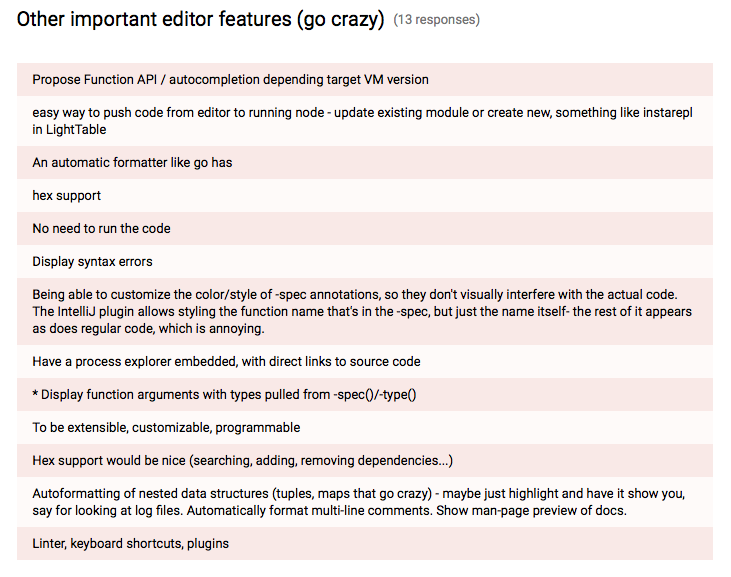 Other important editor features (go crazy) (13 responses)
Propose Function API / autocompletion depending target VM version
easy way to push code from editor to running node - update existing module or create new, something like instarepl
in LightTable
An automatic formatter like go has
hex support
No need to run the code
Display syntax errors
Being able to customize the color/style of -spec annotations, so they don't visually interfere with the actual code.
The IntelliJ plugin allows styling the function name that's in the -spec, but just the name itself- the rest of it appears
as does regular code, which is annoying.
Have a process explorer embedded, with direct links to source code
* Display function arguments with types pulled from -spec()/-type()
To be extensible, customizable, programmable
Hex support would be nice (searching, adding, removing dependencies...)
Autoformatting of nested data structures (tuples, maps that go crazy) - maybe just highlight and have it show you,
say for looking at log files. Automatically format multi-line comments. Show man-page preview of docs.
Linter, keyboard shortcuts, plugins